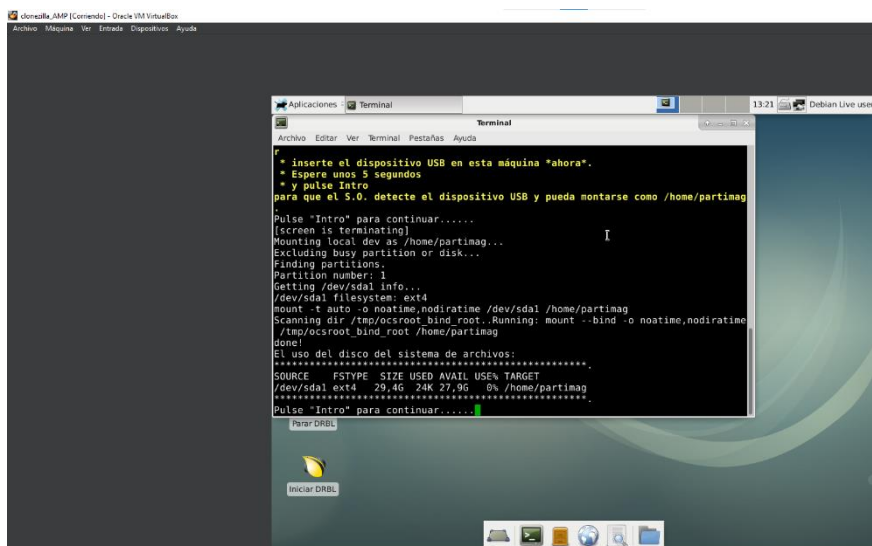 clonezilla_AMP [Corriendo] - Oracle VM VirtualBox
Archivo Máquina Ver Entrada Dispositivos Ayuda
Aplicaciones Terminal 13:21 Debian Live user
Terminal
Archivo Editar Ver Terminal Pestañas Ayuda
r
* inserte el dispositivo USB en esta máquina *ahora*.
* Espere unos 5 segundos
* y pulse Intro
para que el S.O. detecte el dispositivo USB y pueda montarse como /home/partimag
.
Pulse "Intro" para continuar......
[screen is terminating]
Mounting local dev as /home/partimag...
Excluding busy partition or disk...
Finding partitions.
Partition number: 1
Getting /dev/sda1 info...
/dev/sda1 filesystem: ext4
mount -t auto -o noatime,nodiratime /dev/sda1 /home/partimag
Scanning dir /tmp/ocsroot_bind_root..Running: mount --bind -o noatime,nodiratime
/tmp/ocsroot_bind_root /home/partimag
done!
El uso del disco del sistema de archivos:
*********************************************************.
SOURCE FSTYPE SIZE USED AVAIL USE% TARGET
/dev/sda1 ext4 29,4G 24K 27,9G 0% /home/partimag
*********************************************************.
Pulse "Intro" para continuar......
Parar DRBL
Iniciar DRBL